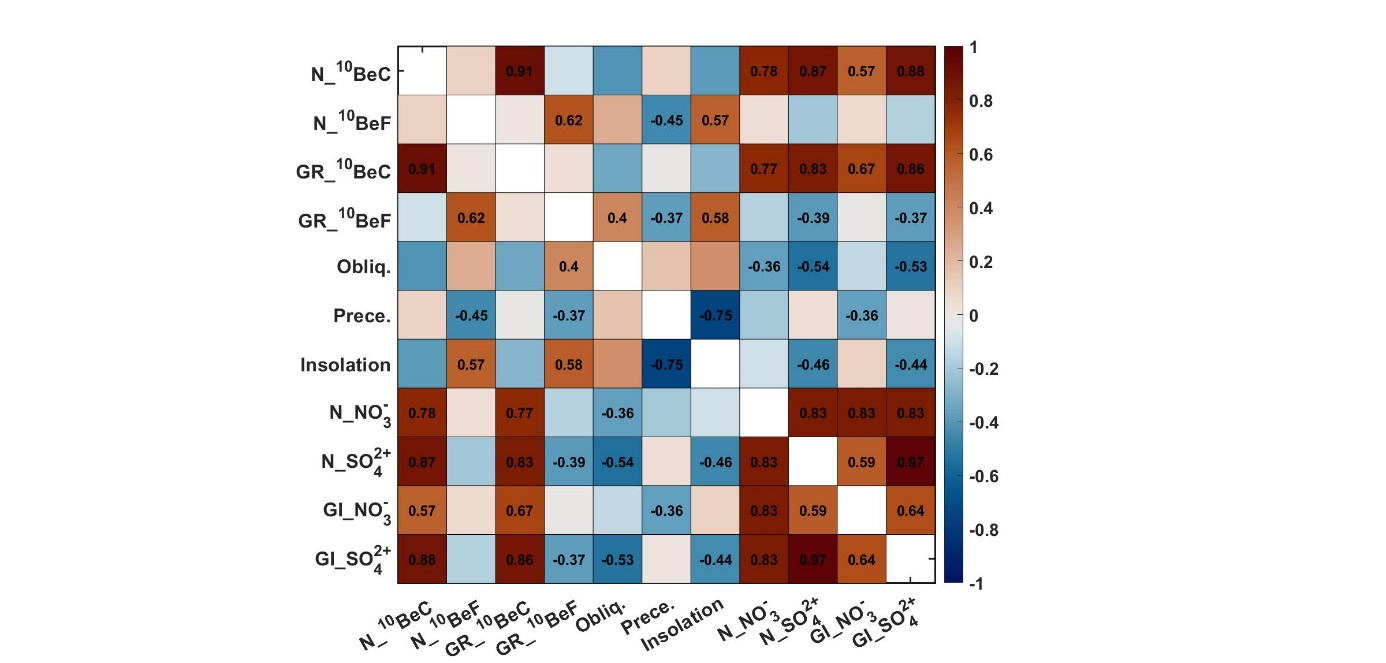 N_¹⁰BeC 0.91 0.78 0.87 0.57 0.88
N_¹⁰BeF 0.62 -0.45 0.57
GR_¹⁰BeC 0.91 0.77 0.83 0.67 0.86
GR_¹⁰BeF 0.62 0.4 -0.37 0.58 -0.39 -0.37
Obliq. 0.4 -0.36 -0.54 -0.53
Prece. -0.45 -0.37 -0.75 -0.36
Insolation 0.57 0.58 -0.75 -0.46 -0.44
N_NO₃⁻ 0.78 0.77 -0.36 0.83 0.83 0.83
N_SO₄²⁺ 0.87 0.83 -0.39 -0.54 -0.46 0.83 0.59 0.97
GI_NO₃⁻ 0.57 0.67 -0.36 0.83 0.59 0.64
GI_SO₄²⁺ 0.88 0.86 -0.37 -0.53 -0.44 0.83 0.97 0.64
N_¹⁰BeC N_¹⁰BeF GR_¹⁰BeC GR_¹⁰BeF Obliq. Prece. Insolation N_NO₃⁻ N_SO₄²⁺ GI_NO₃⁻ GI_SO₄²⁺
1
0.8
0.6
0.4
0.2
0
-0.2
-0.4
-0.6
-0.8
-1